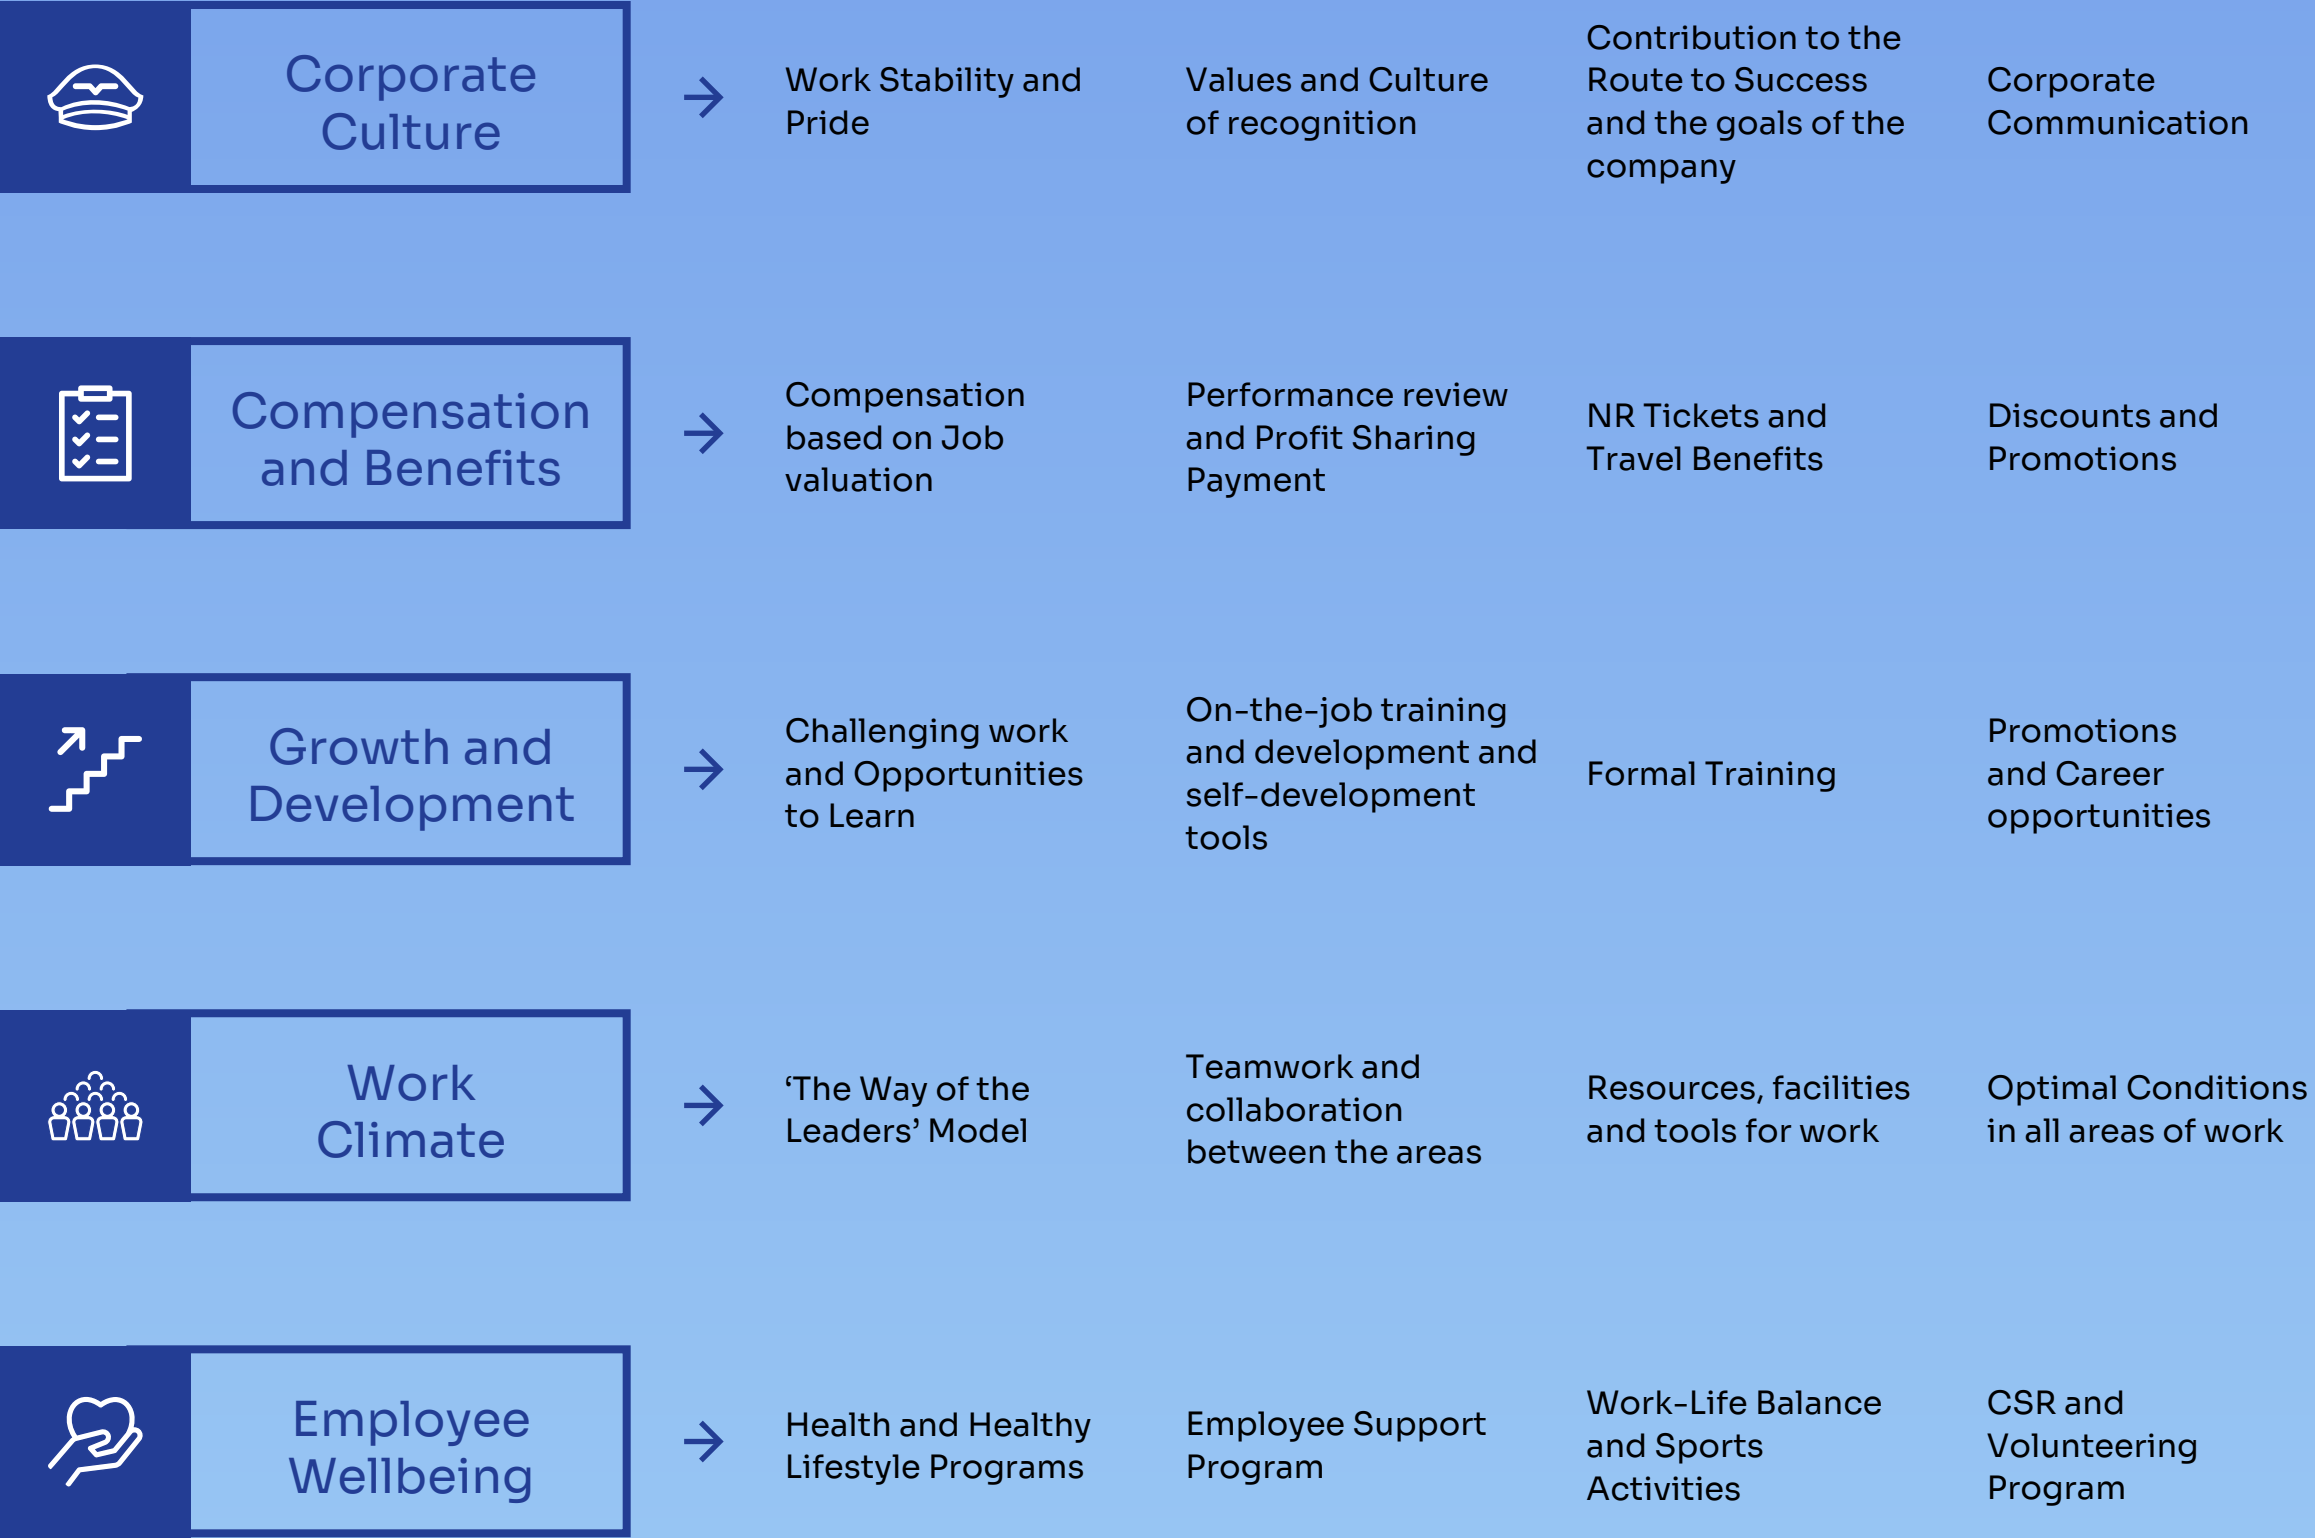 Corporate
Culture
Work Stability and
Pride
Values and Culture
of recognition
Contribution to the
Route to Success
and the goals of the
company
Corporate
Communication
Compensation
and Benefits
Compensation
based on Job
valuation
Performance review
and Profit Sharing
Payment
NR Tickets and
Travel Benefits
Discounts and
Promotions
Growth and
Development
Challenging work
and Opportunities
to Learn
On-the-job training
and development and
self-development
tools
Formal Training
Promotions
and Career
opportunities
Work
Climate
‘The Way of the
Leaders’ Model
Teamwork and
collaboration
between the areas
Resources, facilities
and tools for work
Optimal Conditions
in all areas of work
Employee
Wellbeing
Health and Healthy
Lifestyle Programs
Employee Support
Program
Work-Life Balance
and Sports
Activities
CSR and
Volunteering
Program